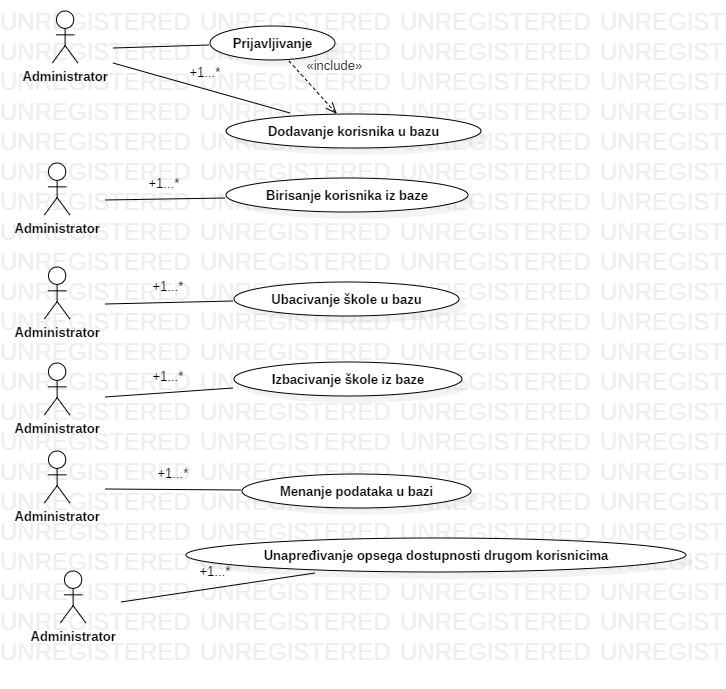 Administrator
Prijavljivanje
«include»
+1...*
Dodavanje korisnika u bazu
+1...*
Birisanje korisnika iz baze
Administrator
+1...*
Ubacivanje škole u bazu
Administrator
+1...*
Izbacivanje škole iz baze
Administrator
+1...*
Menanje podataka u bazi
Administrator
Unapređivanje opsega dostupnosti drugom korisnicima
+1...*
Administrator
UNREGISTERED